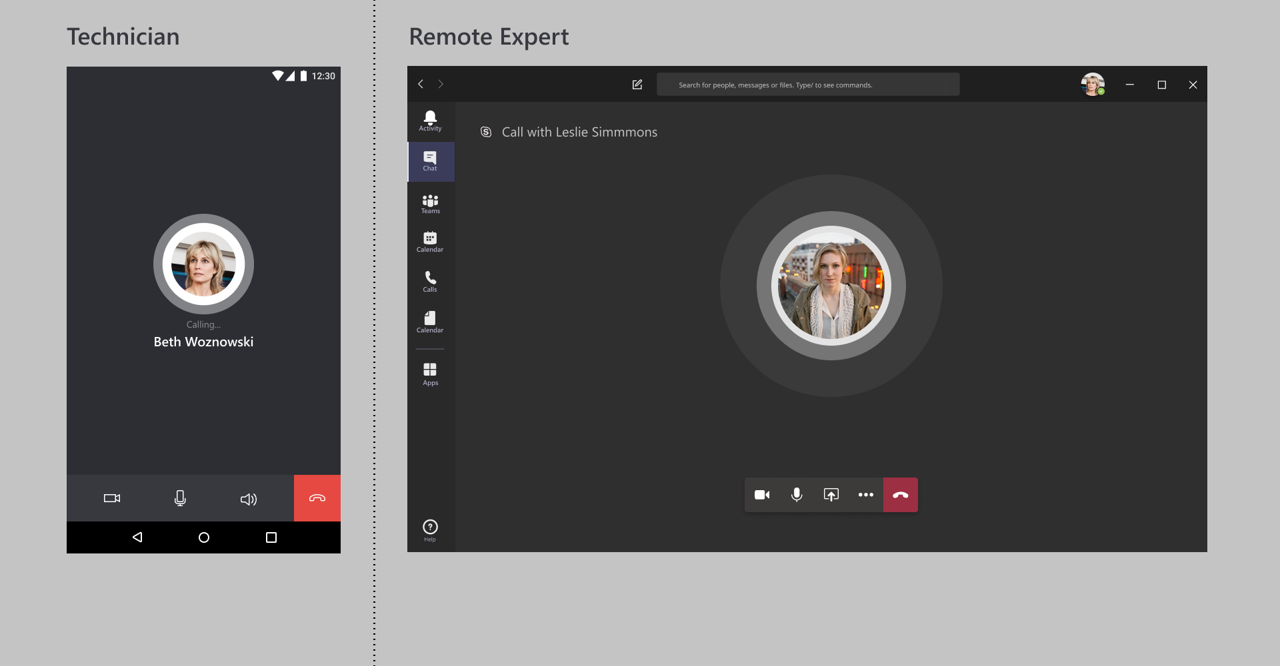 Technician
12:30
Calling...
Beth Woznowski
Remote Expert
Search for people, messages or files. Type/ to see commands.
Activity
Chat
Teams
Calendar
Calls
Calendar
Apps
Help
Call with Leslie Simmmons